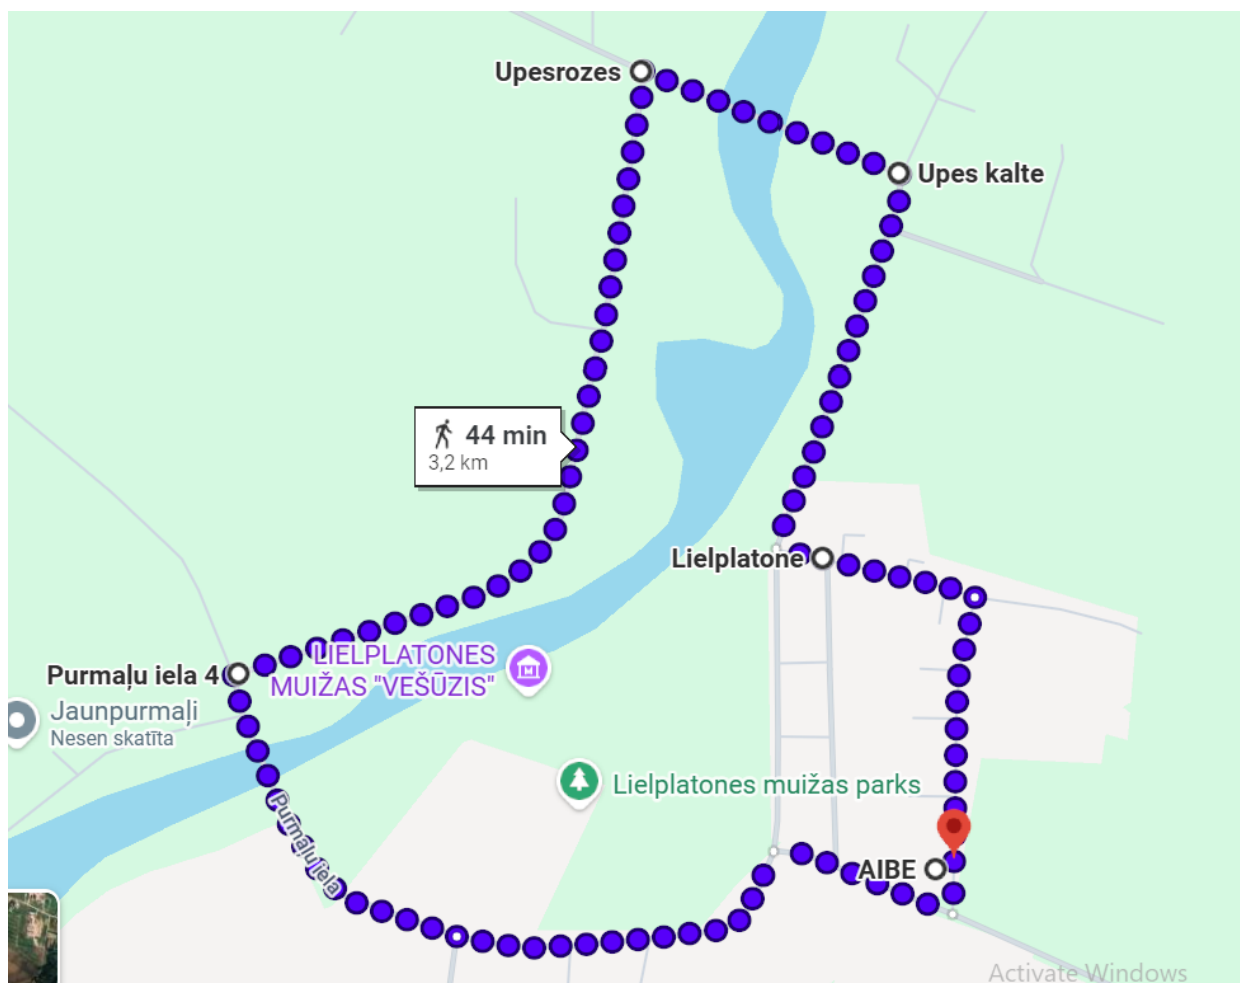 Upesrozes
Upes kalte
44 min
3,2 km
Lielplatone
LIELPLATONES
MUIŽAS "VEŠŪZIS"
Purmaļu iela 4
Jaunpurmaļi
Nesen skatīta
Lielplatones muižas parks
Purmaļu iela
AIBE
Activate Windows